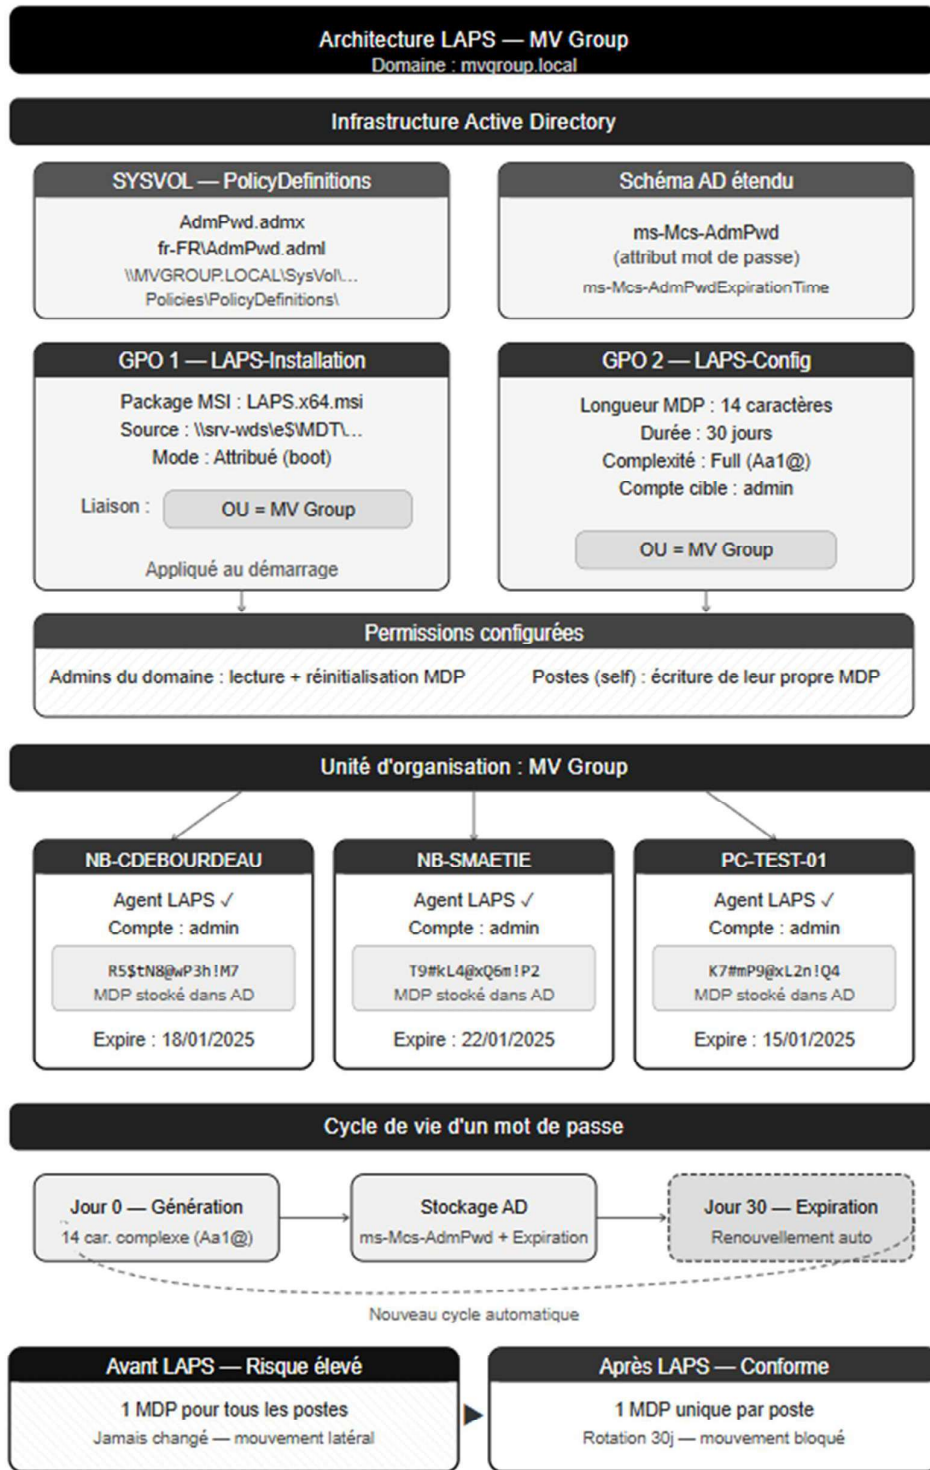 Architecture LAPS — MV Group
Domaine : mvgroup.local
Infrastructure Active Directory
SYSVOL — PolicyDefinitions
AdmPwd.admx
fr-FR\AdmPwd.adml
\\MVGROUP.LOCAL\SysVol\...
Policies\PolicyDefinitions\
Schéma AD étendu
ms-Mcs-AdmPwd
(attribut mot de passe)
ms-Mcs-AdmPwdExpirationTime
GPO 1 — LAPS-Installation
Package MSI : LAPS.x64.msi
Source : \\srv-wds\e$\MDT\...
Mode : Attribué (boot)
Liaison :
OU = MV Group
Appliqué au démarrage
GPO 2 — LAPS-Config
Longueur MDP : 14 caractères
Durée : 30 jours
Complexité : Full (Aa1@)
Compte cible : admin
OU = MV Group
Permissions configurées
Admins du domaine : lecture + réinitialisation MDP
Postes (self) : écriture de leur propre MDP
Unité d'organisation : MV Group
NB-CDEBOURDEAU
Agent LAPS ✓
Compte : admin
R5$tN8@wP3h!M7
MDP stocké dans AD
Expire : 18/01/2025
NB-SMAETIE
Agent LAPS ✓
Compte : admin
T9#kL4@xQ6m!P2
MDP stocké dans AD
Expire : 22/01/2025
PC-TEST-01
Agent LAPS ✓
Compte : admin
K7#mP9@xL2n!Q4
MDP stocké dans AD
Expire : 15/01/2025
Cycle de vie d'un mot de passe
Jour 0 — Génération
14 car. complexe (Aa1@)
Stockage AD
ms-Mcs-AdmPwd + Expiration
Jour 30 — Expiration
Renouvellement auto
Nouveau cycle automatique
Avant LAPS — Risque élevé
1 MDP pour tous les postes
Jamais changé — mouvement latéral
Après LAPS — Conforme
1 MDP unique par poste
Rotation 30j — mouvement bloqué